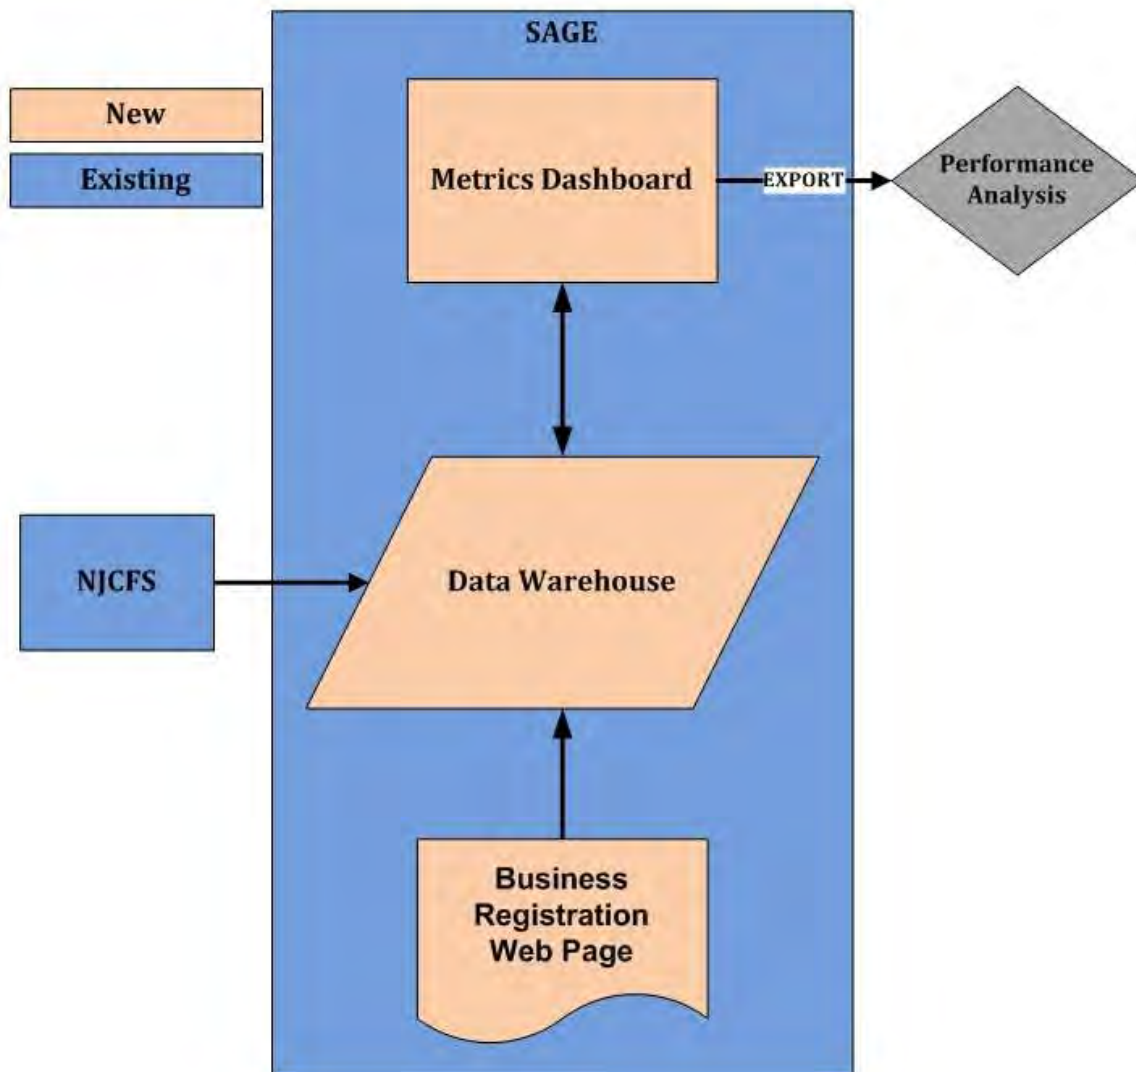 SAGE
New
Existing
Metrics Dashboard
EXPORT
Performance
Analysis
NJCFS
Data Warehouse
Business
Registration
Web Page